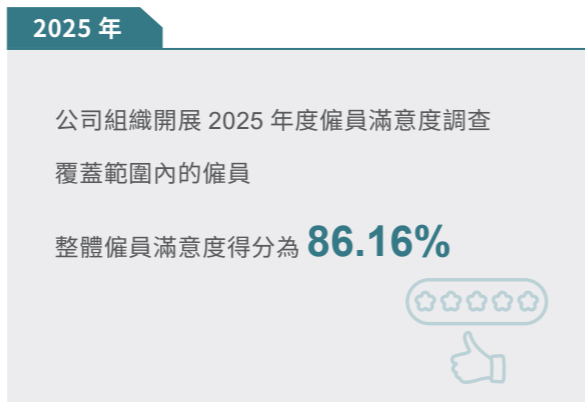 2025 年
公司組織開展 2025 年度僱員滿意度調查
覆蓋範圍內的僱員
整體僱員滿意度得分為 86.16%